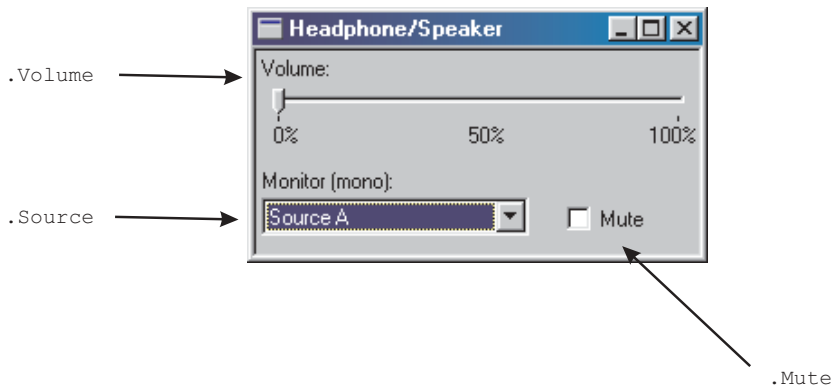 Headphone/Speaker
.Volume
Volume:
0% 50% 100%
Monitor (mono):
.Source
Source A
Mute
.Mute